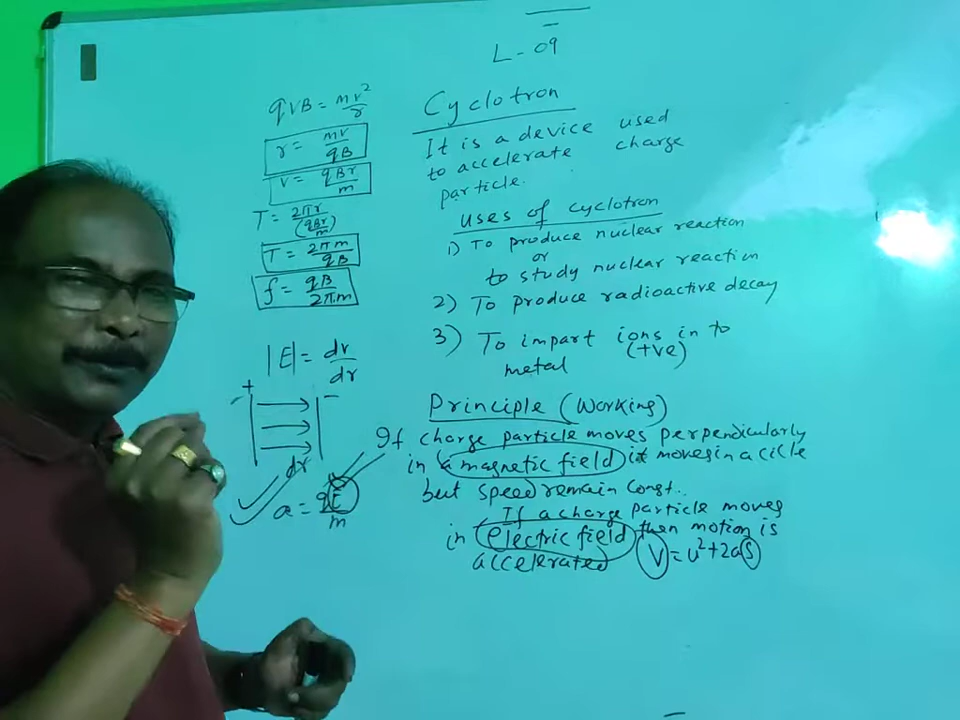 L - 09
qVB = mv²/r
r = mv/qB
v = qBr/m
T = 2πr/(qBr/m)
T = 2πm/qB
f = qB/2πm
|E| = dv/dr
+ -
dr
a = qE/m
Cyclotron
It is a device used
to accelerate charge
particle.
uses of cyclotron
1) To produce nuclear reaction
or
to study nuclear reaction
2) To produce radioactive decay
3) To impart ions in to
(+ve)
metal
Principle (Working)
If charge particle moves perpendicularly
in a magnetic field it moves in a cicle
but speed remain const..
If a charge particle moves
in electric field then motion is
accelerated V = u²+2as